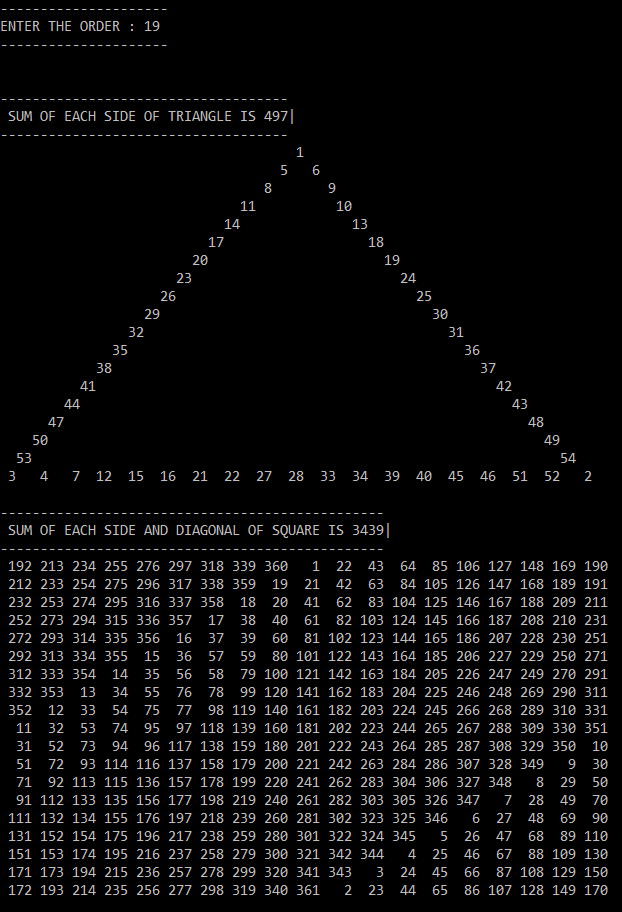 ---------------------
ENTER THE ORDER : 19
---------------------
------------------------------------
SUM OF EACH SIDE OF TRIANGLE IS 497|
------------------------------------
1
5 6
8 9
11 10
14 13
17 18
20 19
23 24
26 25
29 30
32 31
35 36
38 37
41 42
44 43
47 48
50 49
53 54
3 4 7 12 15 16 21 22 27 28 33 34 39 40 45 46 51 52 2
------------------------------------------------
SUM OF EACH SIDE AND DIAGONAL OF SQUARE IS 3439|
------------------------------------------------
192 213 234 255 276 297 318 339 360 1 22 43 64 85 106 127 148 169 190
212 233 254 275 296 317 338 359 19 21 42 63 84 105 126 147 168 189 191
232 253 274 295 316 337 358 18 20 41 62 83 104 125 146 167 188 209 211
252 273 294 315 336 357 17 38 40 61 82 103 124 145 166 187 208 210 231
272 293 314 335 356 16 37 39 60 81 102 123 144 165 186 207 228 230 251
292 313 334 355 15 36 57 59 80 101 122 143 164 185 206 227 229 250 271
312 333 354 14 35 56 58 79 100 121 142 163 184 205 226 247 249 270 291
332 353 13 34 55 76 78 99 120 141 162 183 204 225 246 248 269 290 311
352 12 33 54 75 77 98 119 140 161 182 203 224 245 266 268 289 310 331
11 32 53 74 95 97 118 139 160 181 202 223 244 265 267 288 309 330 351
31 52 73 94 96 117 138 159 180 201 222 243 264 285 287 308 329 350 10
51 72 93 114 116 137 158 179 200 221 242 263 284 286 307 328 349 9 30
71 92 113 115 136 157 178 199 220 241 262 283 304 306 327 348 8 29 50
91 112 133 135 156 177 198 219 240 261 282 303 305 326 347 7 28 49 70
111 132 134 155 176 197 218 239 260 281 302 323 325 346 6 27 48 69 90
131 152 154 175 196 217 238 259 280 301 322 324 345 5 26 47 68 89 110
151 153 174 195 216 237 258 279 300 321 342 344 4 25 46 67 88 109 130
171 173 194 215 236 257 278 299 320 341 343 3 24 45 66 87 108 129 150
172 193 214 235 256 277 298 319 340 361 2 23 44 65 86 107 128 149 170